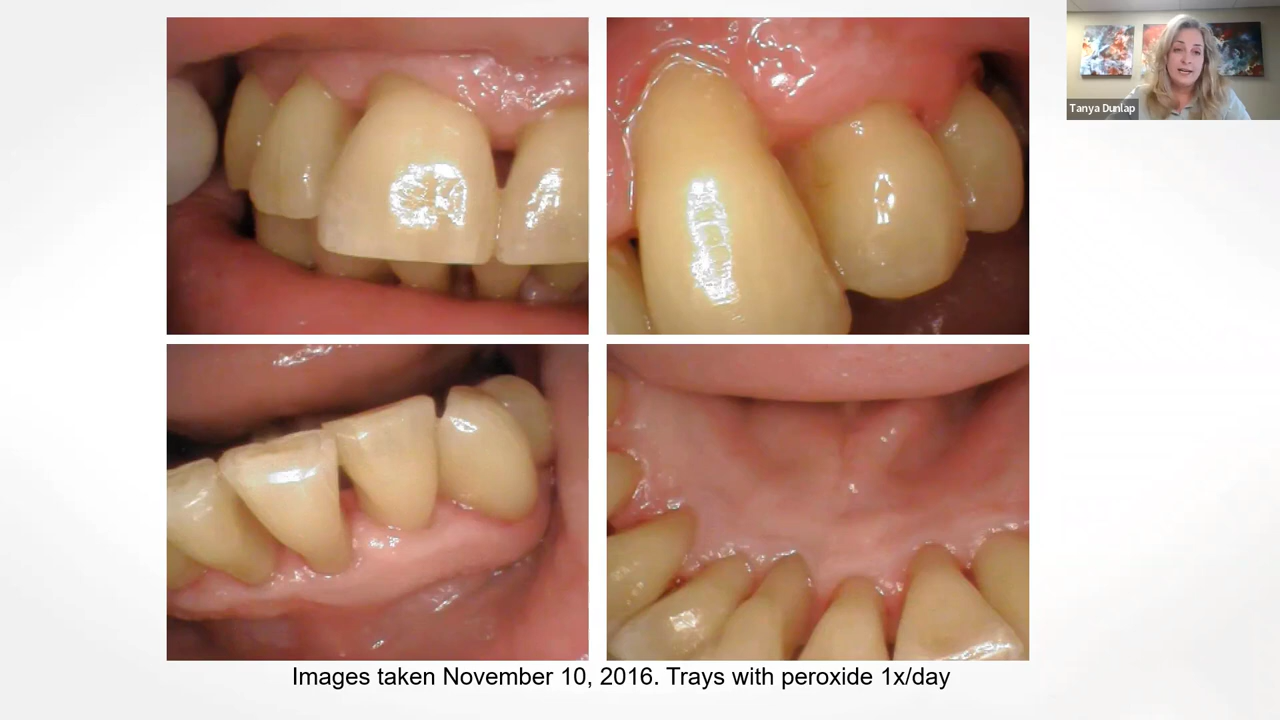 Tanya Dunlap
Images taken November 10, 2016. Trays with peroxide 1x/day